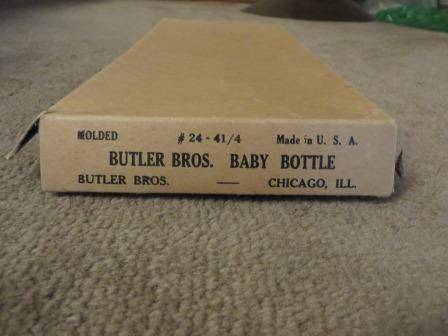 MOLDED # 24 - 41/4 Made in U. S. A.
BUTLER BROS. BABY BOTTLE
BUTLER BROS. — CHICAGO, ILL.